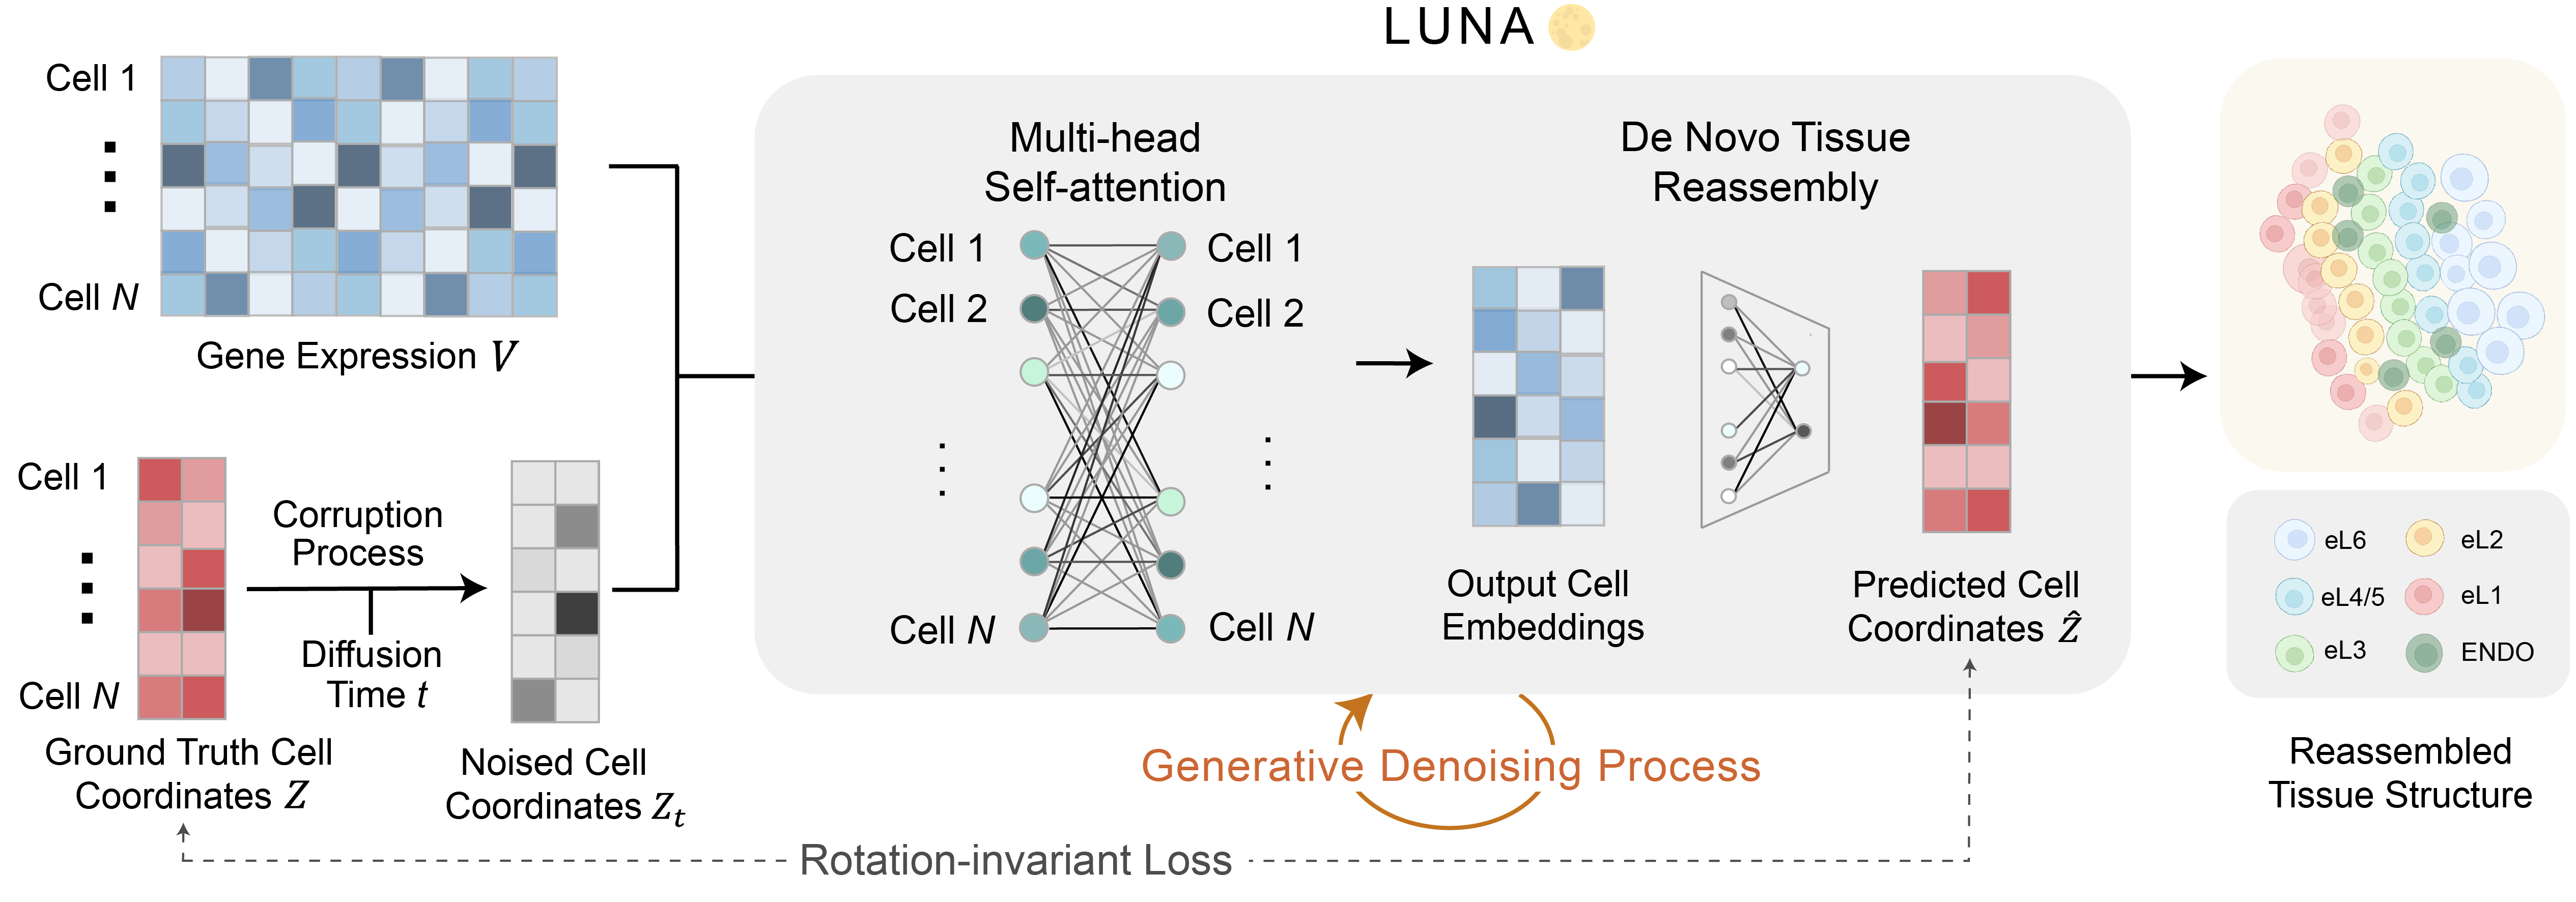 LUNA
Cell 1
Cell N
Gene Expression V
Cell 1
Cell N
Ground Truth Cell
Coordinates Z
Corruption
Process
Diffusion
Time t
Noised Cell
Coordinates Zₜ
Multi-head
Self-attention
Cell 1
Cell 2
Cell N
Cell 1
Cell 2
Cell N
Output Cell
Embeddings
De Novo Tissue
Reassembly
Predicted Cell
Coordinates Ẑ
Generative Denoising Process
Rotation-invariant Loss
eL6
eL2
eL4/5
eL1
eL3
ENDO
Reassembled
Tissue Structure